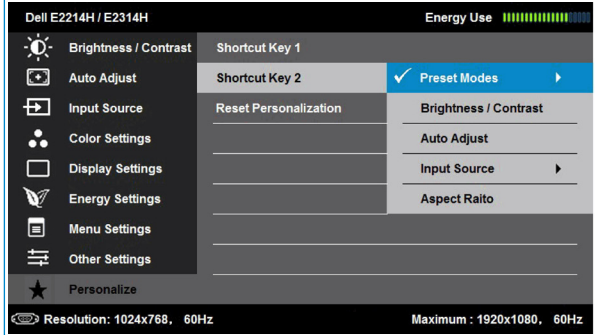 Dell E2214H / E2314H Energy Use
Brightness / Contrast Shortcut Key 1
Auto Adjust Shortcut Key 2 Preset Modes
Input Source Reset Personalization Brightness / Contrast
Color Settings Auto Adjust
Display Settings Input Source
Energy Settings Aspect Raito
Menu Settings
Other Settings
Personalize
Resolution: 1024x768, 60Hz Maximum : 1920x1080, 60Hz